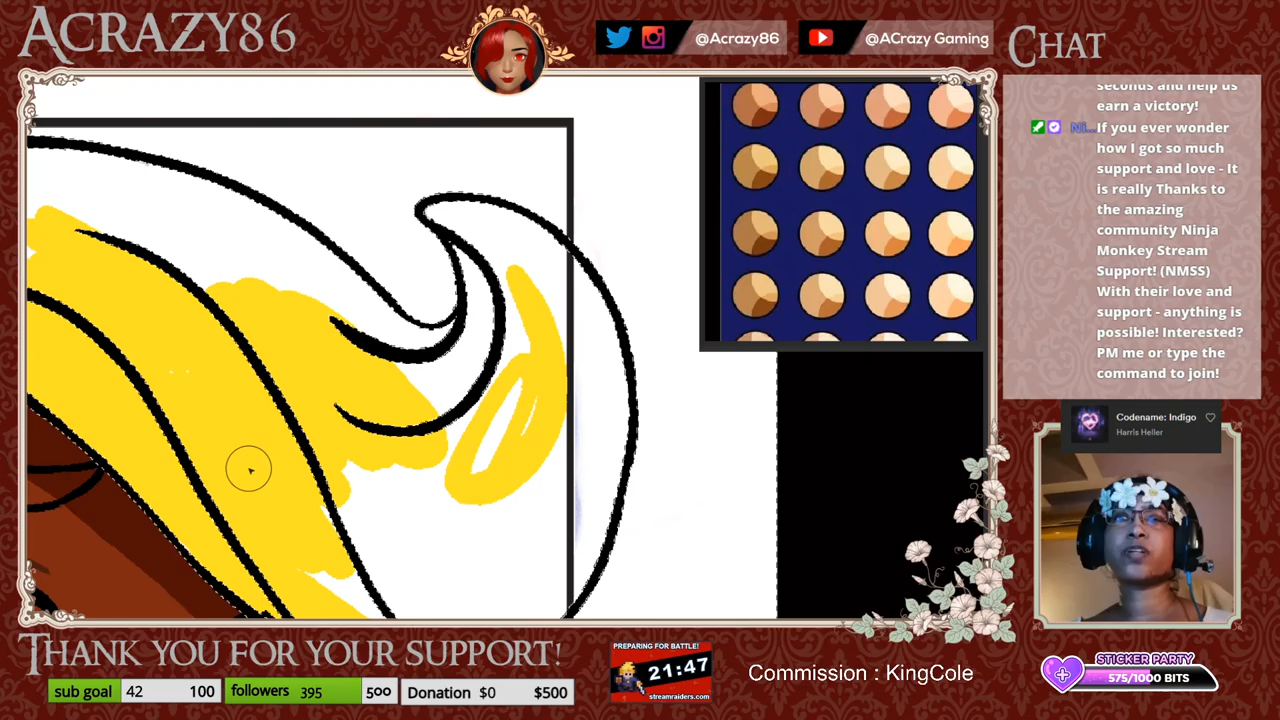 ACRAZY86
@Acrazy86
@ACrazy Gaming
CHAT
seconds and help us
earn a victory!
If you ever wonder
how I got so much
support and love - It
is really Thanks to
the amazing
community Ninja
Monkey Stream
Support! (NMSS)
With their love and
support - anything is
possible! Interested?
PM me or type the
command to join!
Codename: Indigo
Harris Heller
THANK YOU FOR YOUR SUPPORT!
sub goal 42 100
followers 395 500
Donation $0 $500
PREPARING FOR BATTLE!
21:47
streamraiders.com
Commission : KingCole
STICKER PARTY
575/1000 BITS